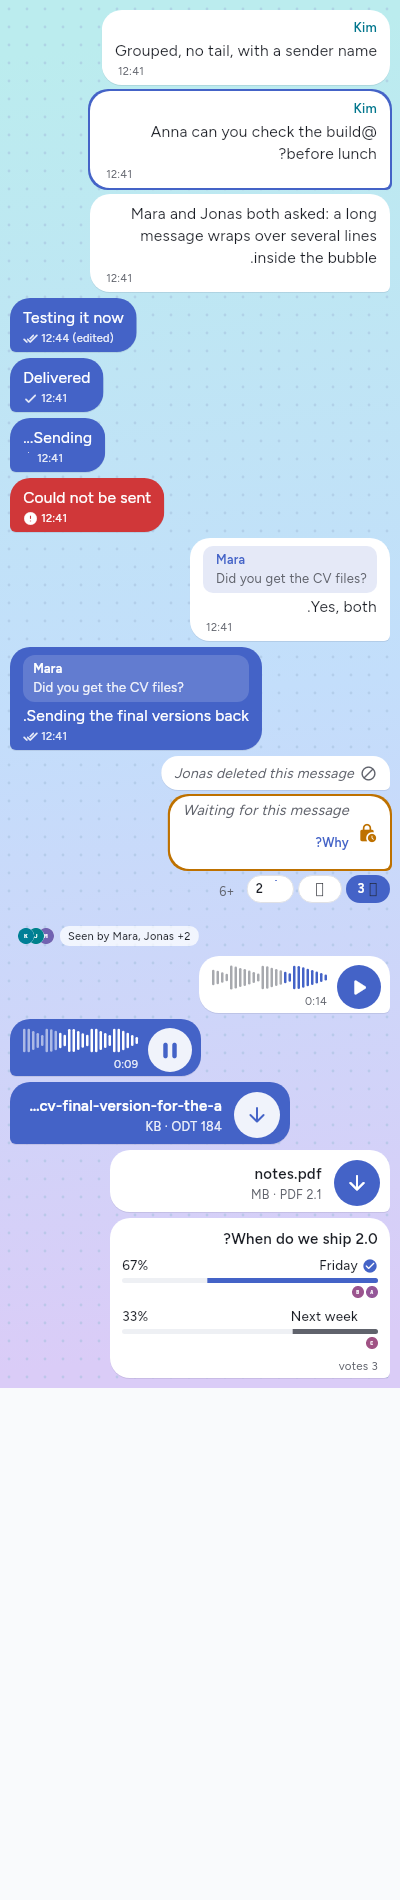 Kim
Grouped, no tail, with a sender name
12:41
Kim
Anna can you check the build@
?before lunch
12:41
Mara and Jonas both asked: a long
message wraps over several lines
.inside the bubble
12:41
Testing it now
12:44 (edited)
Delivered
12:41
...Sending
12:41
Could not be sent
12:41
Mara
Did you get the CV files?
.Yes, both
12:41
Mara
Did you get the CV files?
.Sending the final versions back
12:41
Jonas deleted this message
Waiting for this message
?Why
6+ 2 3
Seen by Mara, Jonas +2
0:14
0:09
...cv-final-version-for-the-a
KB · ODT 184
notes.pdf
MB · PDF 2.1
?When do we ship 2.0
67% Friday
33% Next week
votes 3